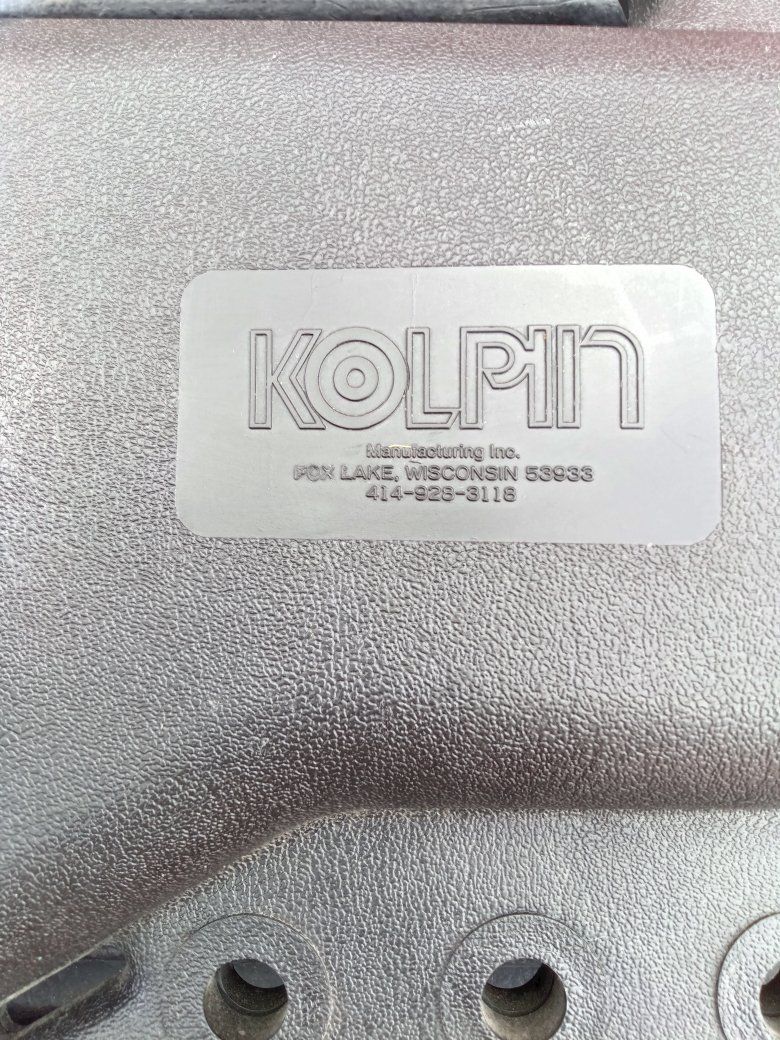 KOLPIN
Manufacturing Inc.
FOX LAKE, WISCONSIN 53933
414-928-3118